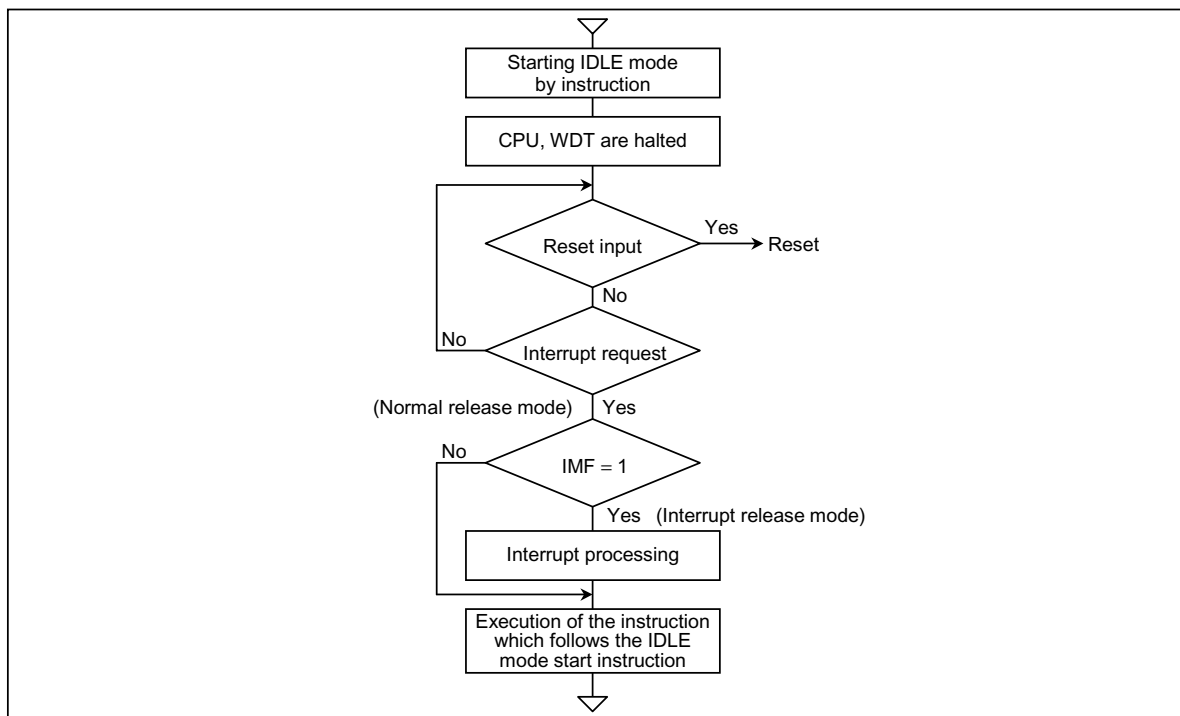 Starting IDLE mode
by instruction
CPU, WDT are halted
Reset input
Yes
Reset
No
Interrupt request
No
(Normal release mode)
Yes
IMF = 1
No
Yes (Interrupt release mode)
Interrupt processing
Execution of the instruction
which follows the IDLE
mode start instruction